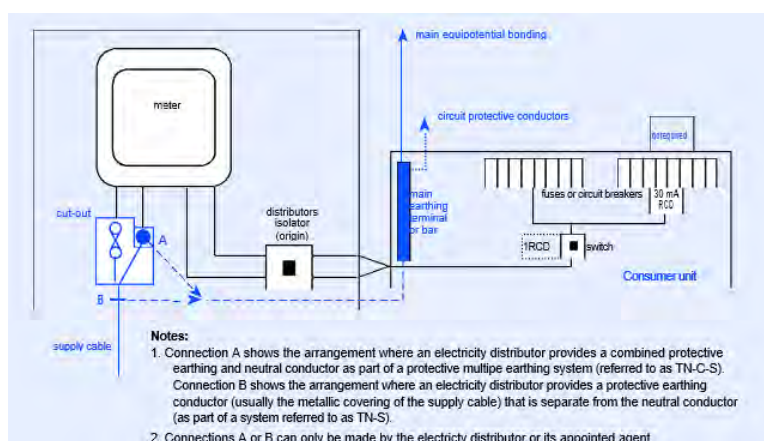 main equipotential bonding
meter
circuit protective conductors
cut-out
A
distributors
isolator
(origin)
main
earthing
terminal
or bar
fuses or circuit breakers
30 mA
RCD
1RCD
switch
Consumer unit
B
supply cable
Notes:
1. Connection A shows the arrangement where an electricity distributor provides a combined protective
earthing and neutral conductor as part of a protective multipe earthing system (referred to as TN-C-S).
Connection B shows the arrangement where an electricity distributor provides a protective earthing
conductor (usually the metallic covering of the supply cable) that is separate from the neutral conductor
(as part of a system referred to as TN-S).
2. Connections A or B can only be made by the electricty distributor or its appointed agent